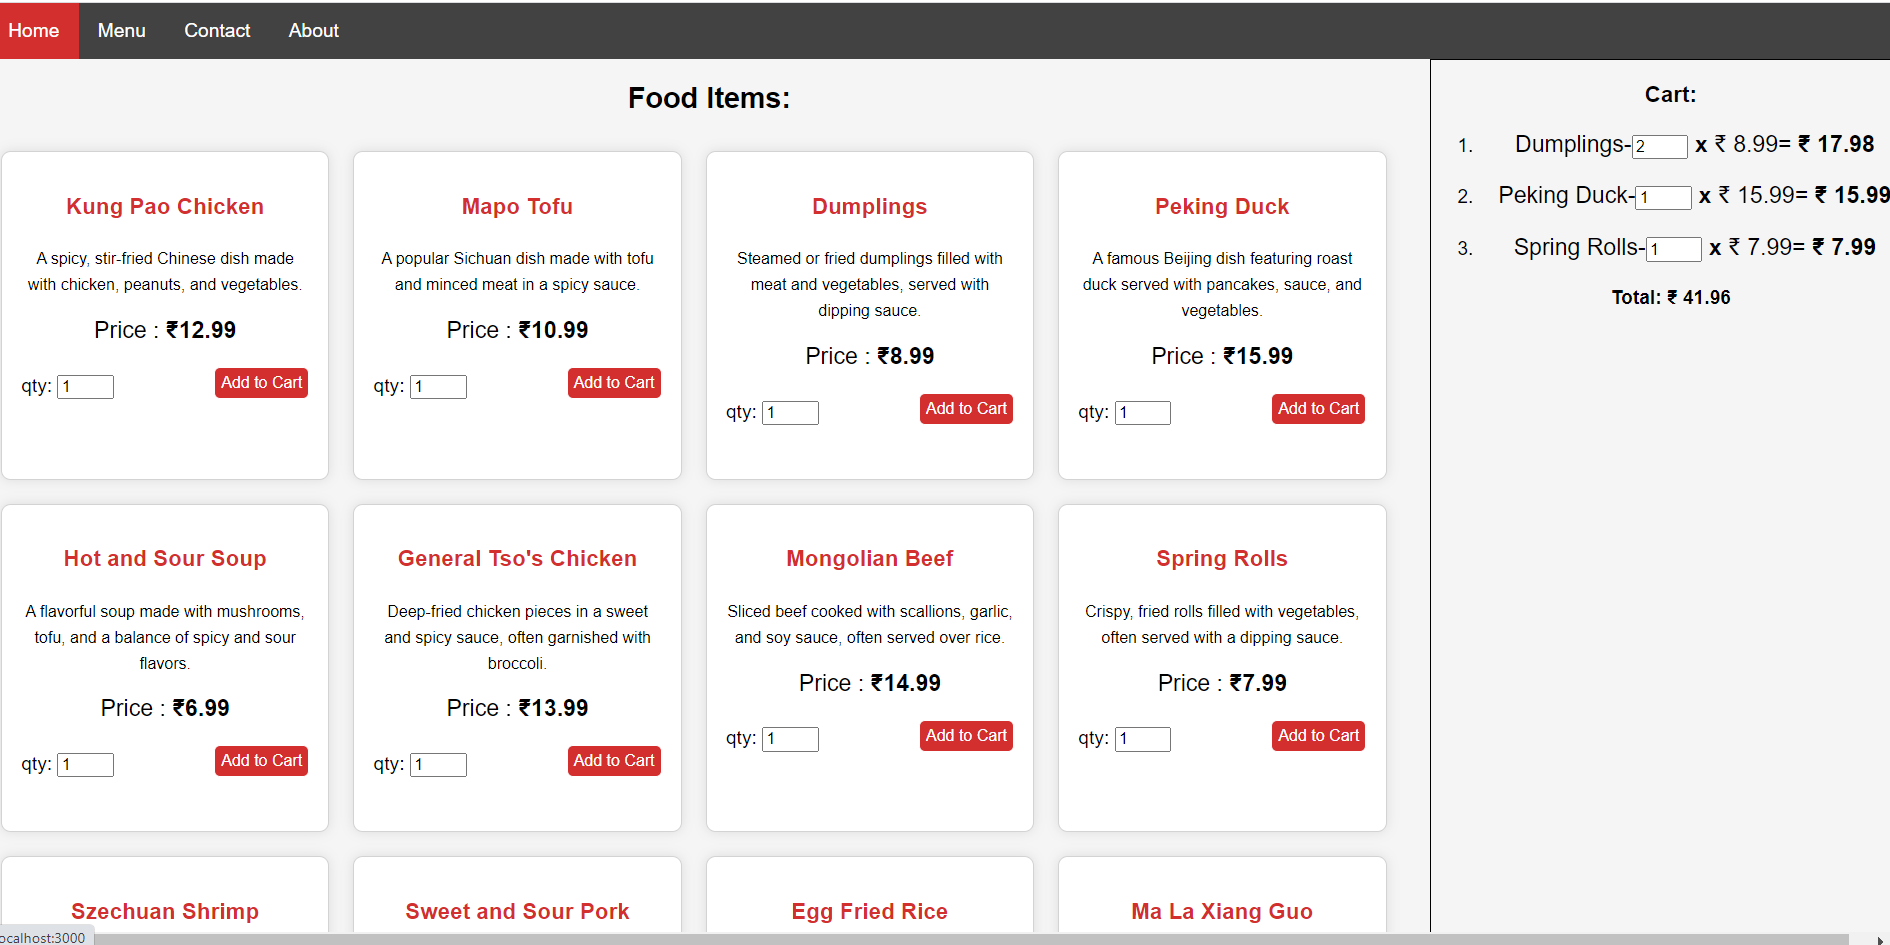 Home Menu Contact About
Food Items:
Kung Pao Chicken
A spicy, stir-fried Chinese dish made
with chicken, peanuts, and vegetables.
Price : ₹12.99
qty: 1 Add to Cart
Mapo Tofu
A popular Sichuan dish made with tofu
and minced meat in a spicy sauce.
Price : ₹10.99
qty: 1 Add to Cart
Dumplings
Steamed or fried dumplings filled with
meat and vegetables, served with
dipping sauce.
Price : ₹8.99
qty: 1 Add to Cart
Peking Duck
A famous Beijing dish featuring roast
duck served with pancakes, sauce, and
vegetables.
Price : ₹15.99
qty: 1 Add to Cart
Hot and Sour Soup
A flavorful soup made with mushrooms,
tofu, and a balance of spicy and sour
flavors.
Price : ₹6.99
qty: 1 Add to Cart
General Tso's Chicken
Deep-fried chicken pieces in a sweet
and spicy sauce, often garnished with
broccoli.
Price : ₹13.99
qty: 1 Add to Cart
Mongolian Beef
Sliced beef cooked with scallions, garlic,
and soy sauce, often served over rice.
Price : ₹14.99
qty: 1 Add to Cart
Spring Rolls
Crispy, fried rolls filled with vegetables,
often served with a dipping sauce.
Price : ₹7.99
qty: 1 Add to Cart
Szechuan Shrimp
Sweet and Sour Pork
Egg Fried Rice
Ma La Xiang Guo
Cart:
1. Dumplings-2 x ₹ 8.99= ₹ 17.98
2. Peking Duck-1 x ₹ 15.99= ₹ 15.99
3. Spring Rolls-1 x ₹ 7.99= ₹ 7.99
Total: ₹ 41.96
ocalhost:3000